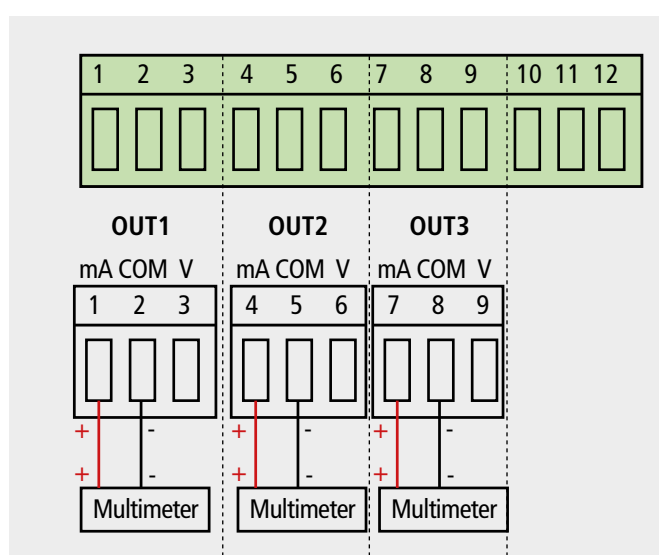 1 2 3 4 5 6 7 8 9 10 11 12
OUT1 OUT2 OUT3
mA COM V mA COM V mA COM V
1 2 3 4 5 6 7 8 9
+ - + - + -
+ - + - + -
Multimeter Multimeter Multimeter